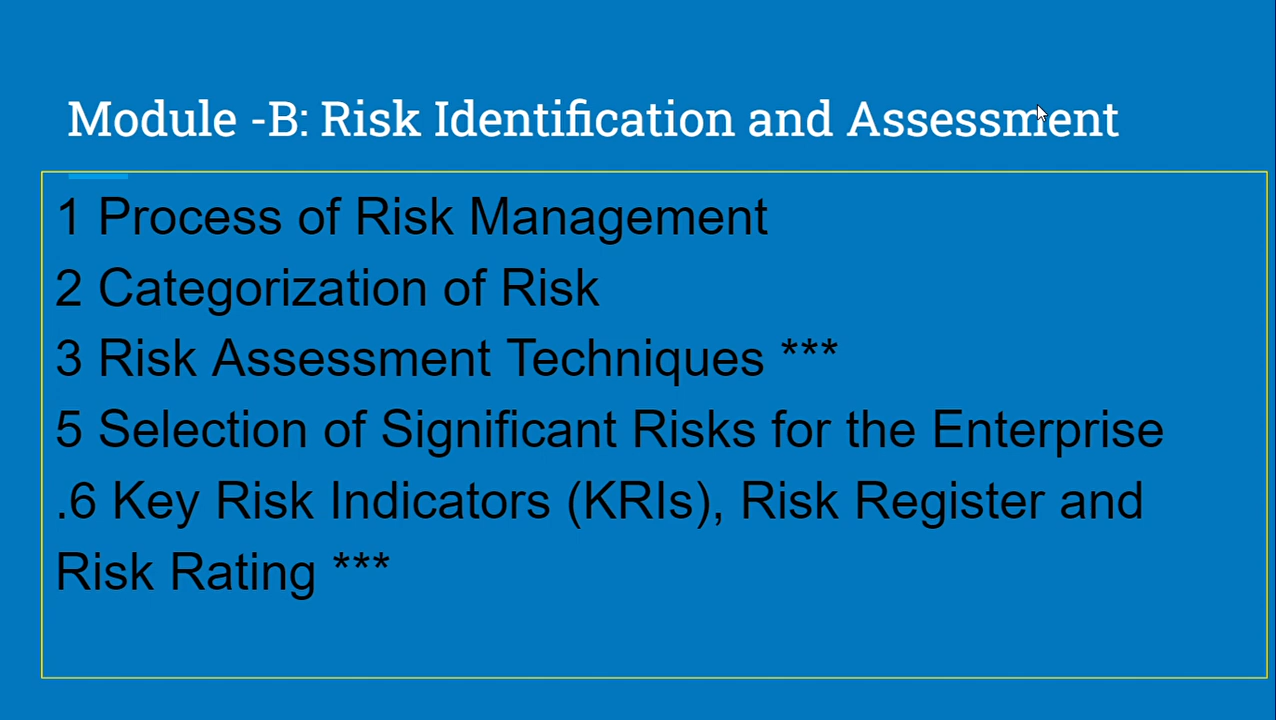 Module -B: Risk Identification and Assessment
1 Process of Risk Management
2 Categorization of Risk
3 Risk Assessment Techniques ***
5 Selection of Significant Risks for the Enterprise
.6 Key Risk Indicators (KRIs), Risk Register and
Risk Rating ***